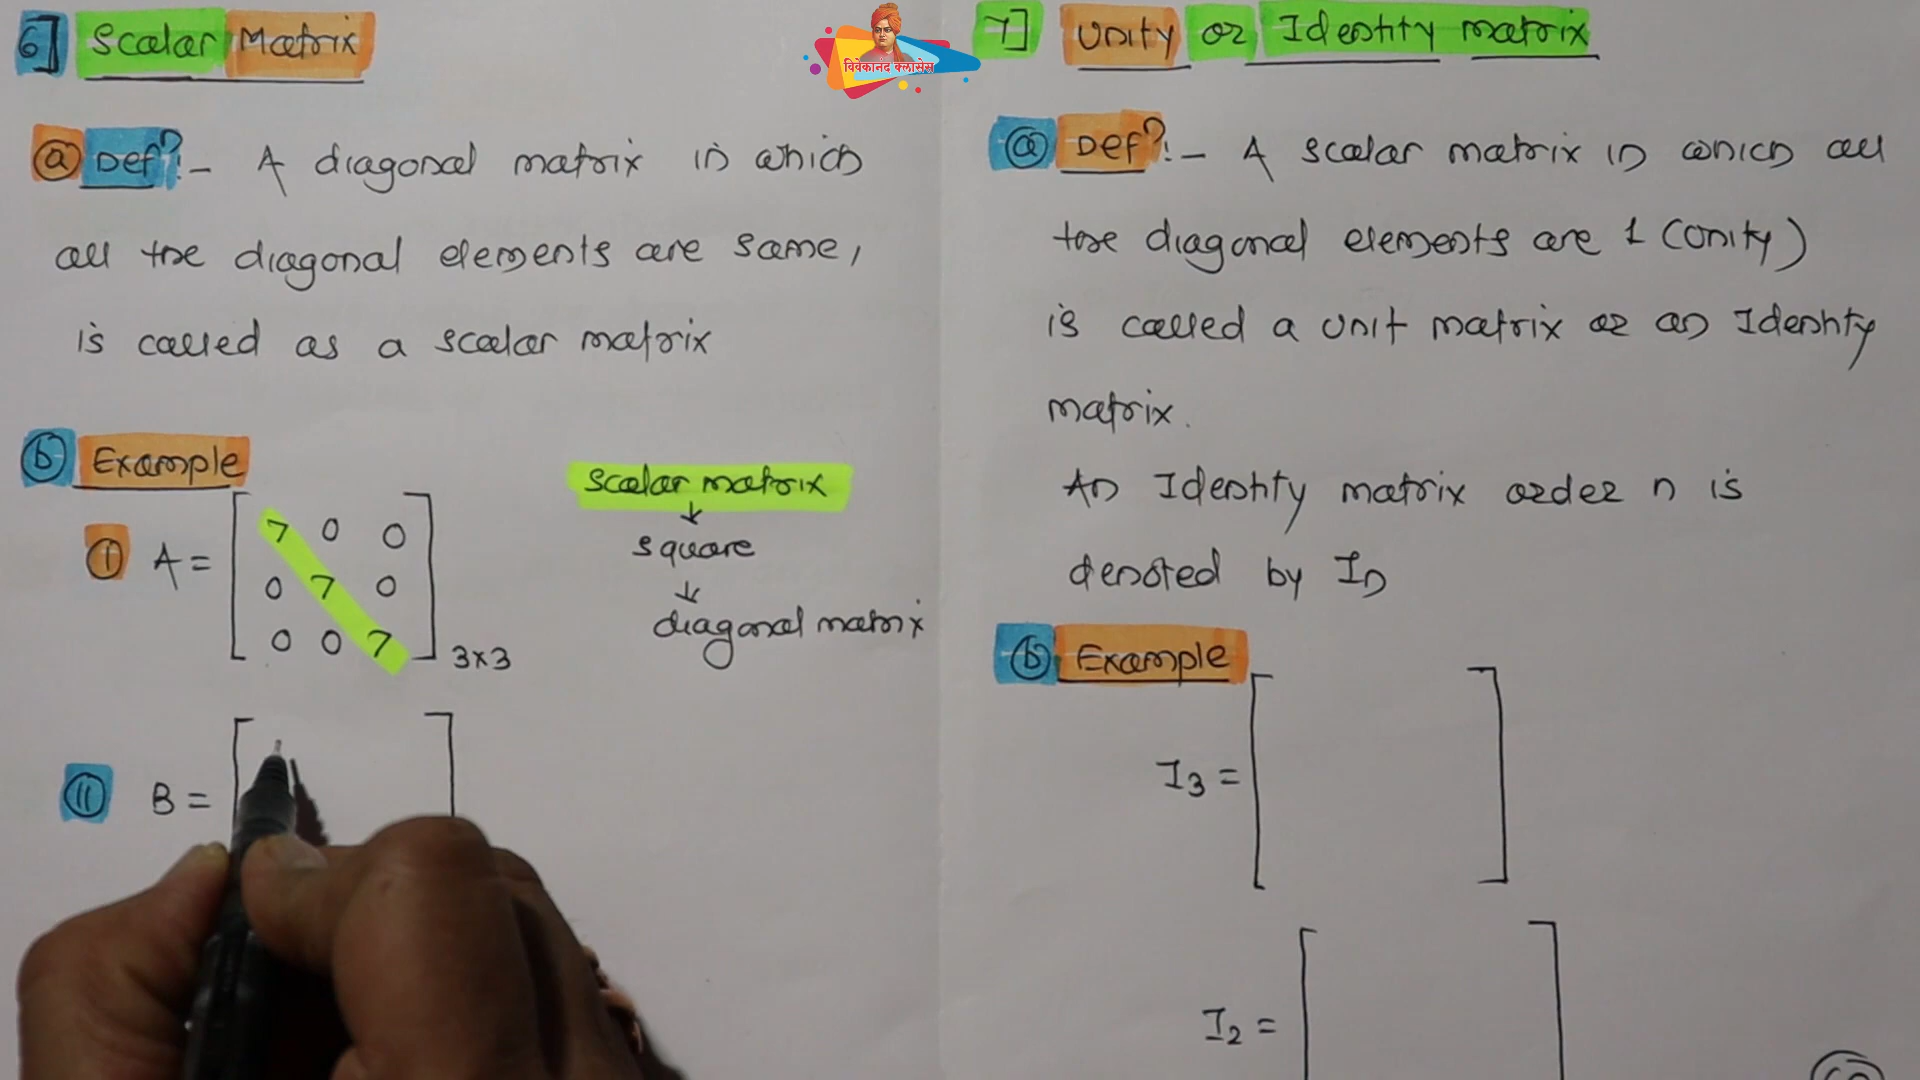 6] Scalar Matrix
ⓐ Def?:- A diagonal matrix in which
all the diagonal elements are same,
is called as a scalar matrix
ⓑ Example
① A = [ 7 0 0
0 7 0
0 0 7 ] 3×3
Scalar matrix
↓
square
↓
diagonal matrix
ⅱ B = [ ]
विवेकानंद क्लासेस
7] Unity or Identity matrix
ⓐ Def?:- A scalar matrix in which all
the diagonal elements are 1 (unity)
is called a unit matrix or an Identity
matrix.
An Identity matrix order n is
denoted by In
ⓑ Example
I3 = [ ]
I2 = [ ]